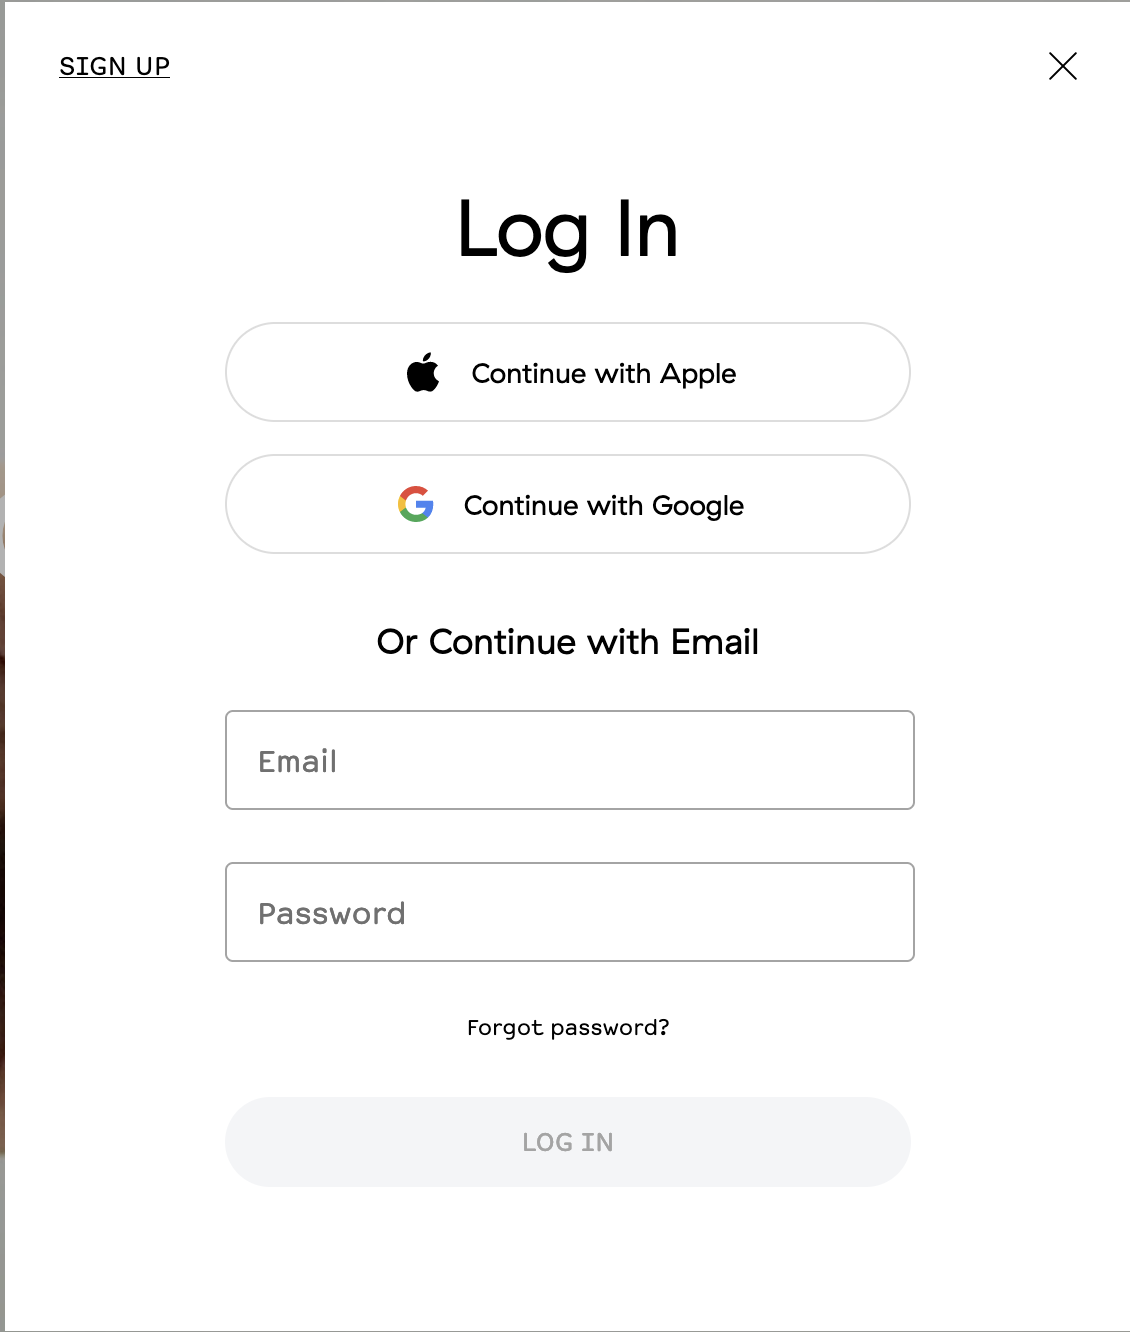 SIGN UP
Log In
Continue with Apple
Continue with Google
Or Continue with Email
Email
Password
Forgot password?
LOG IN